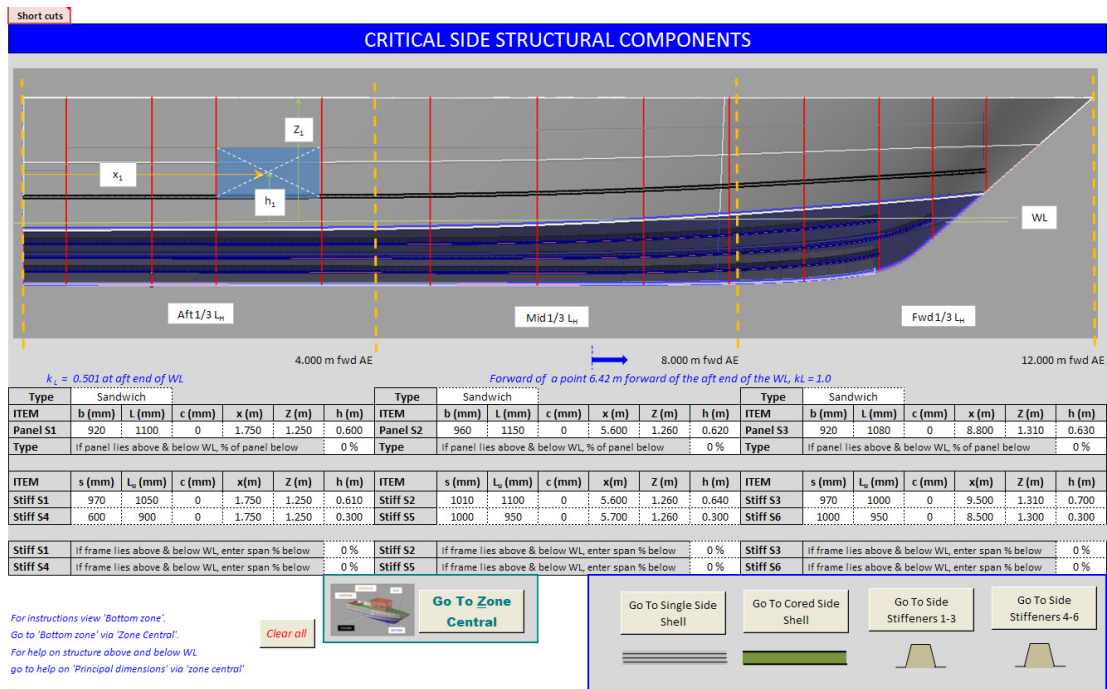 Short cuts
CRITICAL SIDE STRUCTURAL COMPONENTS
Z1
x1
h1
WL
Aft 1/3 LH
Mid 1/3 LH
Fwd 1/3 LH
4.000 m fwd AE 8.000 m fwd AE 12.000 m fwd AE
kL = 0.501 at aft end of WL Forward of a point 6.42 m forward of the aft end of the WL, kL = 1.0
Type Sandwich Type Sandwich Type Sandwich
ITEM b (mm) L (mm) c (mm) x (m) Z (m) h (m) ITEM b (mm) L (mm) c (mm) x (m) Z (m) h (m) ITEM b (mm) L (mm) c (mm) x (m) Z (m) h (m)
Panel S1 920 1100 0 1.750 1.250 0.600 Panel S2 960 1150 0 5.600 1.260 0.620 Panel S3 920 1080 0 8.800 1.310 0.630
Type If panel lies above & below WL, % of panel below 0 % Type If panel lies above & below WL, % of panel below 0 % Type If panel lies above & below WL, % of panel below 0 %
ITEM s (mm) Lu (mm) c (mm) x(m) Z (m) h (m) ITEM s (mm) Lu (mm) c (mm) x(m) Z (m) h (m) ITEM s (mm) Lu (mm) c (mm) x(m) Z (m) h (m)
Stiff S1 970 1050 0 1.750 1.250 0.610 Stiff S2 1010 1100 0 5.600 1.260 0.640 Stiff S3 970 1000 0 9.500 1.310 0.700
Stiff S4 600 900 0 1.750 1.250 0.300 Stiff S5 1000 950 0 5.700 1.260 0.300 Stiff S6 1000 950 0 8.500 1.300 0.300
Stiff S1 If frame lies above & below WL, enter span % below 0 % Stiff S2 If frame lies above & below WL, enter span % below 0 % Stiff S3 If frame lies above & below WL, enter span % below 0 %
Stiff S4 If frame lies above & below WL, enter span % below 0 % Stiff S5 If frame lies above & below WL, enter span % below 0 % Stiff S6 If frame lies above & below WL, enter span % below 0 %
For instructions view 'Bottom zone'.
Go to 'Bottom zone' via 'Zone Central'.
For help on structure above and below WL
go to help on 'Principal dimensions' via 'zone central'
Clear all
Go To Zone
Central
Go To Single Side
Shell
Go To Cored Side
Shell
Go To Side
Stiffeners 1-3
Go To Side
Stiffeners 4-6